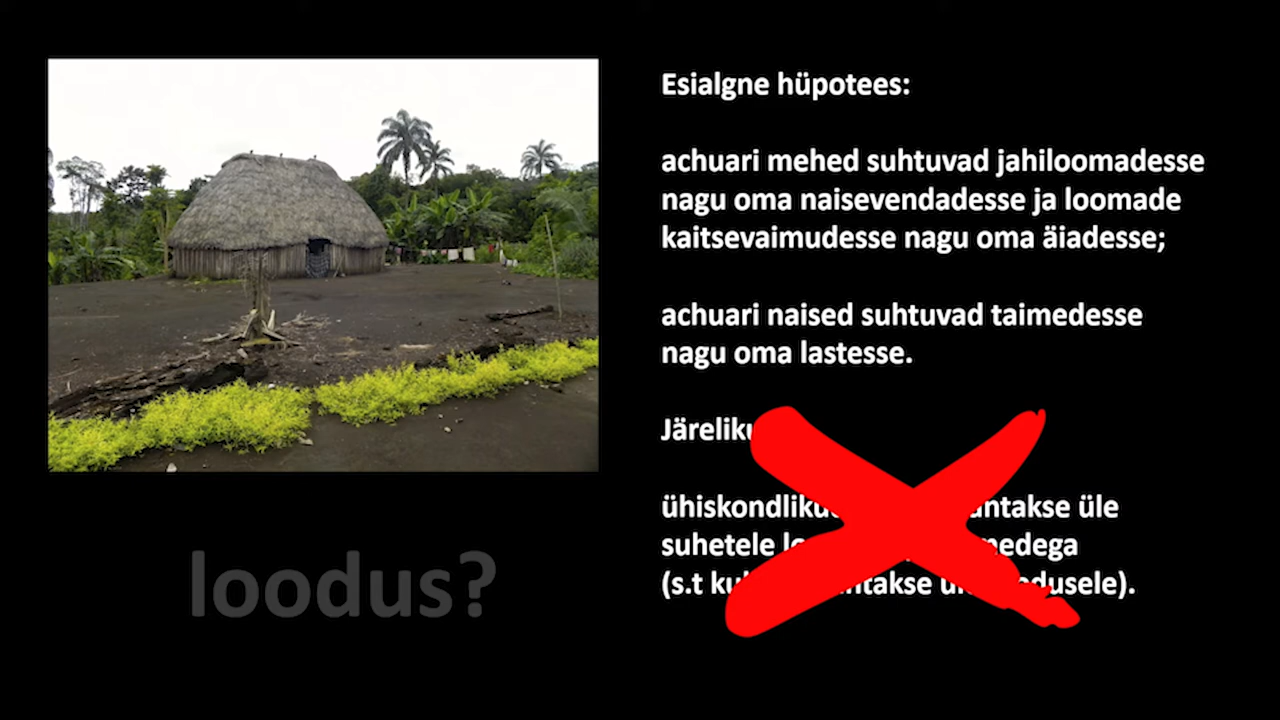 Esialgne hüpotees:
achuari mehed suhtuvad jahiloomadesse
nagu oma naisevendadesse ja loomade
kaitsevaimudesse nagu oma äiadesse;
achuari naised suhtuvad taimedesse
nagu oma lastesse.
üle
suhetele
(s.t
loodus?